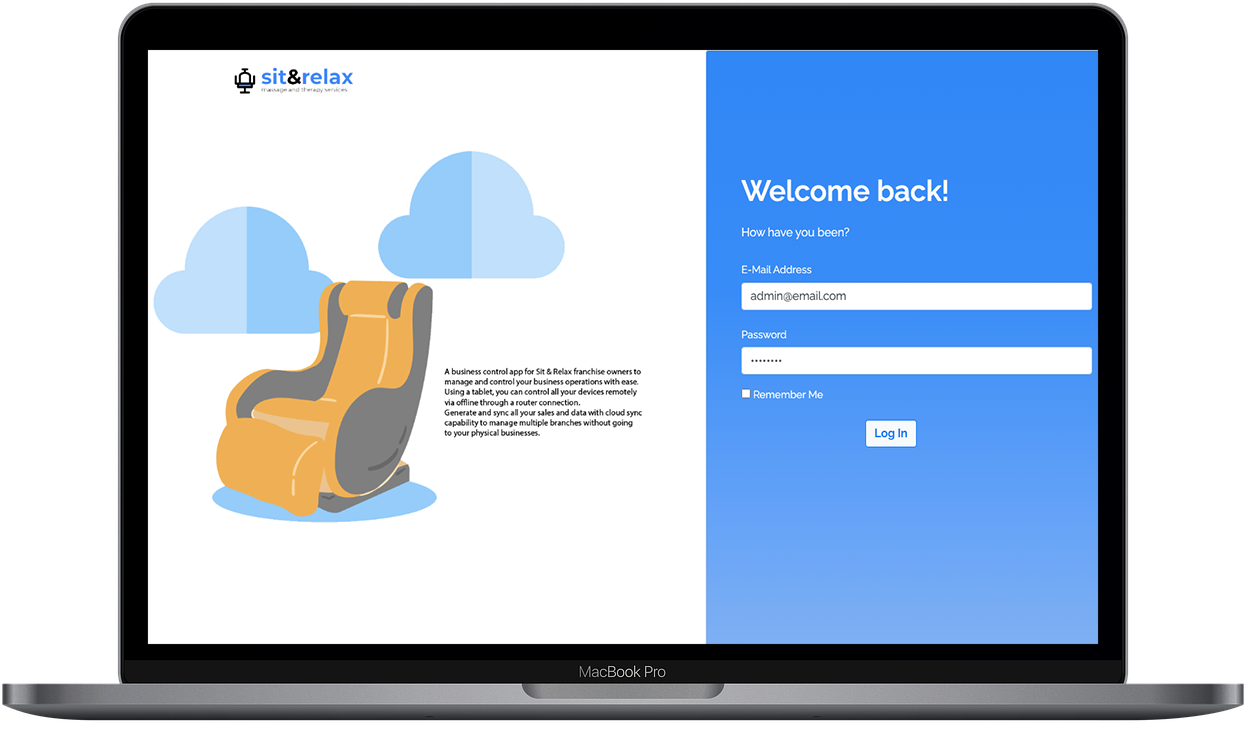 sit&relax
massage and therapy services
A business control app for Sit & Relax franchise owners to
manage and control your business operations with ease.
Using a tablet, you can control all your devices remotely
via offline through a router connection.
Generate and sync all your sales and data with cloud sync
capability to manage multiple branches without going
to your physical businesses.
Welcome back!
How have you been?
E-Mail Address
admin@email.com
Password
••••••••
Remember Me
Log In
MacBook Pro